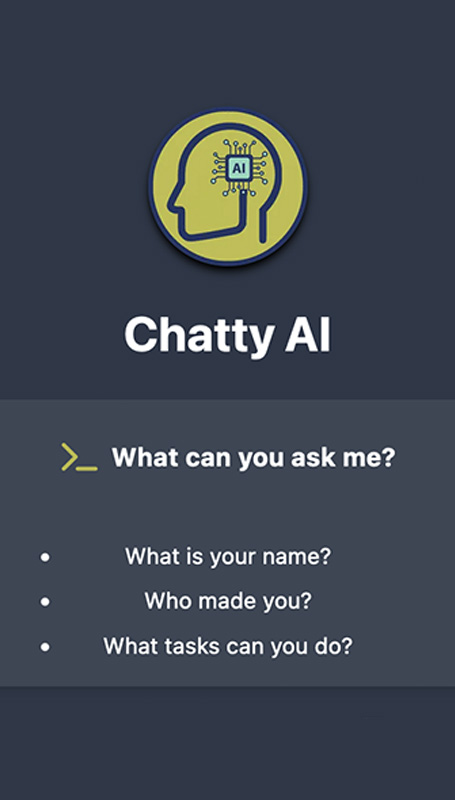 AI
Chatty AI
>_ What can you ask me?
• What is your name?
• Who made you?
• What tasks can you do?